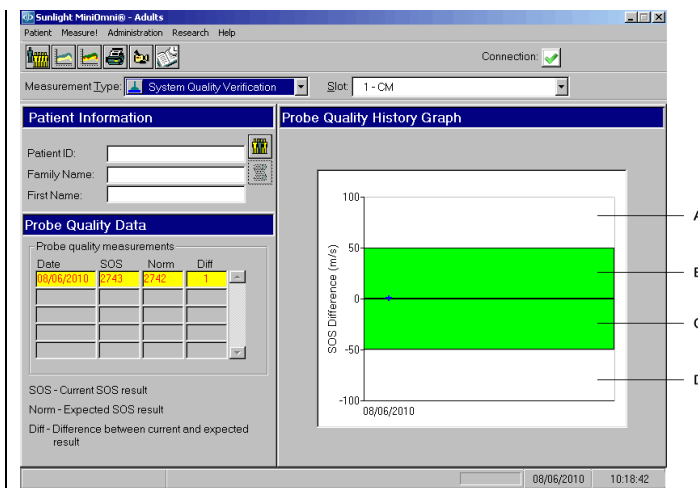 Sunlight MiniOmni® - Adults
Patient Measure! Administration Research Help
Connection:
Measurement Type: System Quality Verification Slot: 1 - CM
Patient Information
Patient ID:
Family Name:
First Name:
Probe Quality Data
Probe quality measurements
Date SOS Norm Diff
08/06/2010 2743 2742 1
SOS - Current SOS result
Norm - Expected SOS result
Diff - Difference between current and expected
result
Probe Quality History Graph
100
50
0
-50
-100
SOS Difference (m/s)
08/06/2010
A
B
C
D
08/06/2010 10:18:42